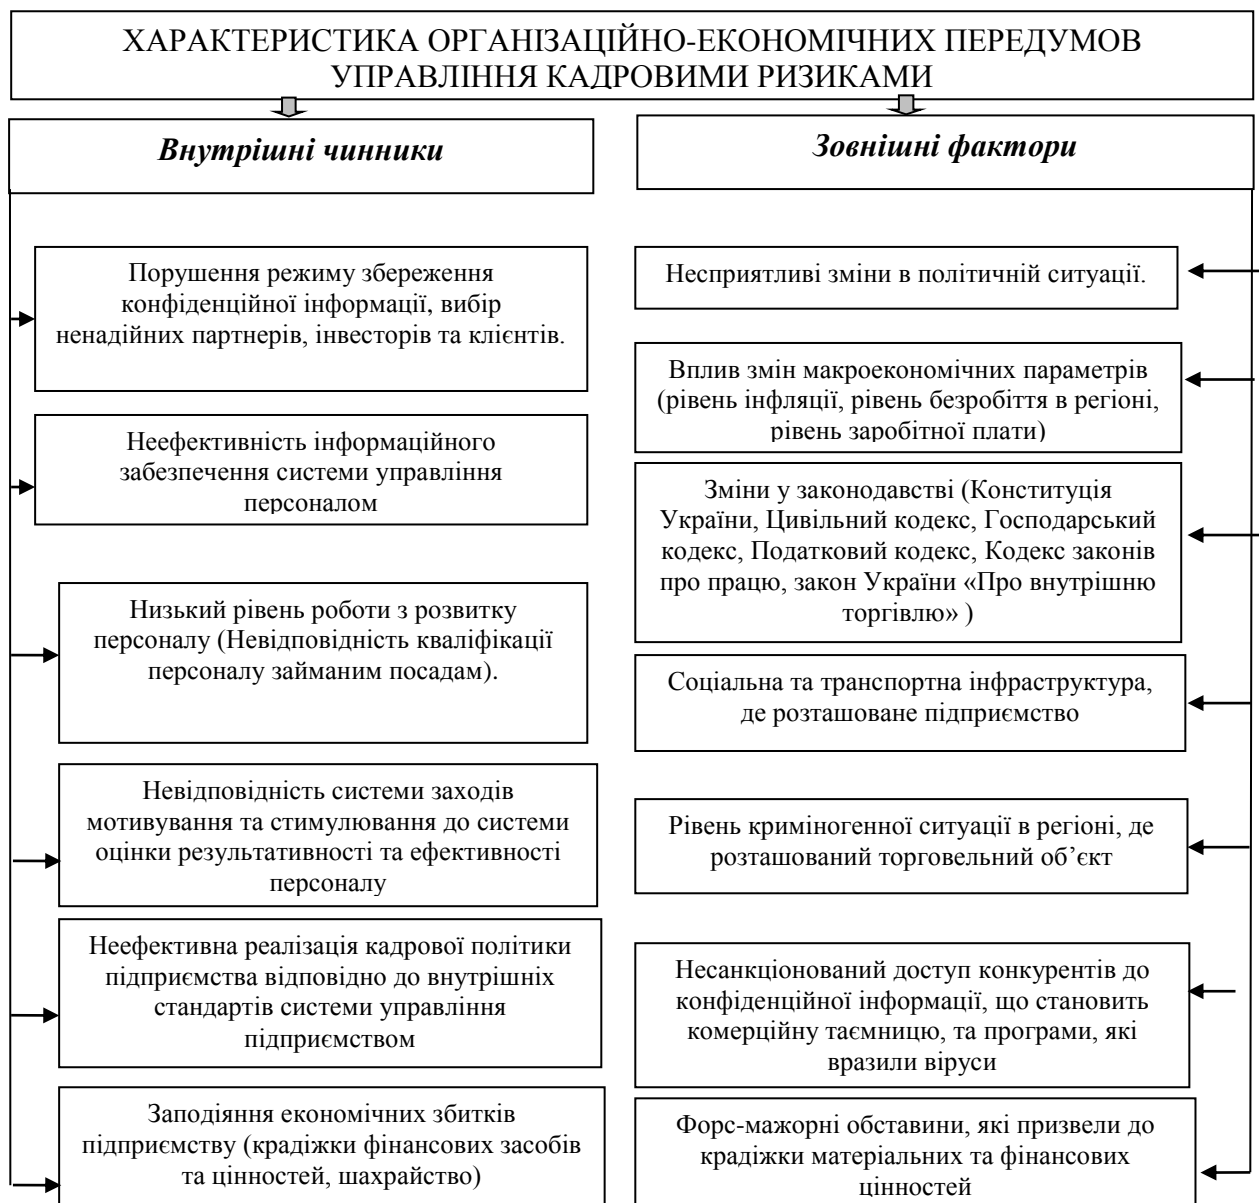 ХАРАКТЕРИСТИКА ОРГАНІЗАЦІЙНО-ЕКОНОМІЧНИХ ПЕРЕДУМОВ
УПРАВЛІННЯ КАДРОВИМИ РИЗИКАМИ
Внутрішні чинники
Порушення режиму збереження
конфіденційної інформації, вибір
ненадійних партнерів, інвесторів та клієнтів.
Неефективність інформаційного
забезпечення системи управління
персоналом
Низький рівень роботи з розвитку
персоналу (Невідповідність кваліфікації
персоналу займаним посадам).
Невідповідність системи заходів
мотивування та стимулювання до системи
оцінки результативності та ефективності
персоналу
Неефективна реалізація кадрової політики
підприємства відповідно до внутрішніх
стандартів системи управління
підприємством
Заподіяння економічних збитків
підприємству (крадіжки фінансових засобів
та цінностей, шахрайство)
Зовнішні фактори
Несприятливі зміни в політичній ситуації.
Вплив змін макроекономічних параметрів
(рівень інфляції, рівень безробіття в регіоні,
рівень заробітної плати)
Зміни у законодавстві (Конституція
України, Цивільний кодекс, Господарський
кодекс, Податковий кодекс, Кодекс законів
про працю, закон України «Про внутрішню
торгівлю» )
Соціальна та транспортна інфраструктура,
де розташоване підприємство
Рівень криміногенної ситуації в регіоні, де
розташований торговельний об’єкт
Несанкціонований доступ конкурентів до
конфіденційної інформації, що становить
комерційну таємницю, та програми, які
вразили віруси
Форс-мажорні обставини, які призвели до
крадіжки матеріальних та фінансових
цінностей